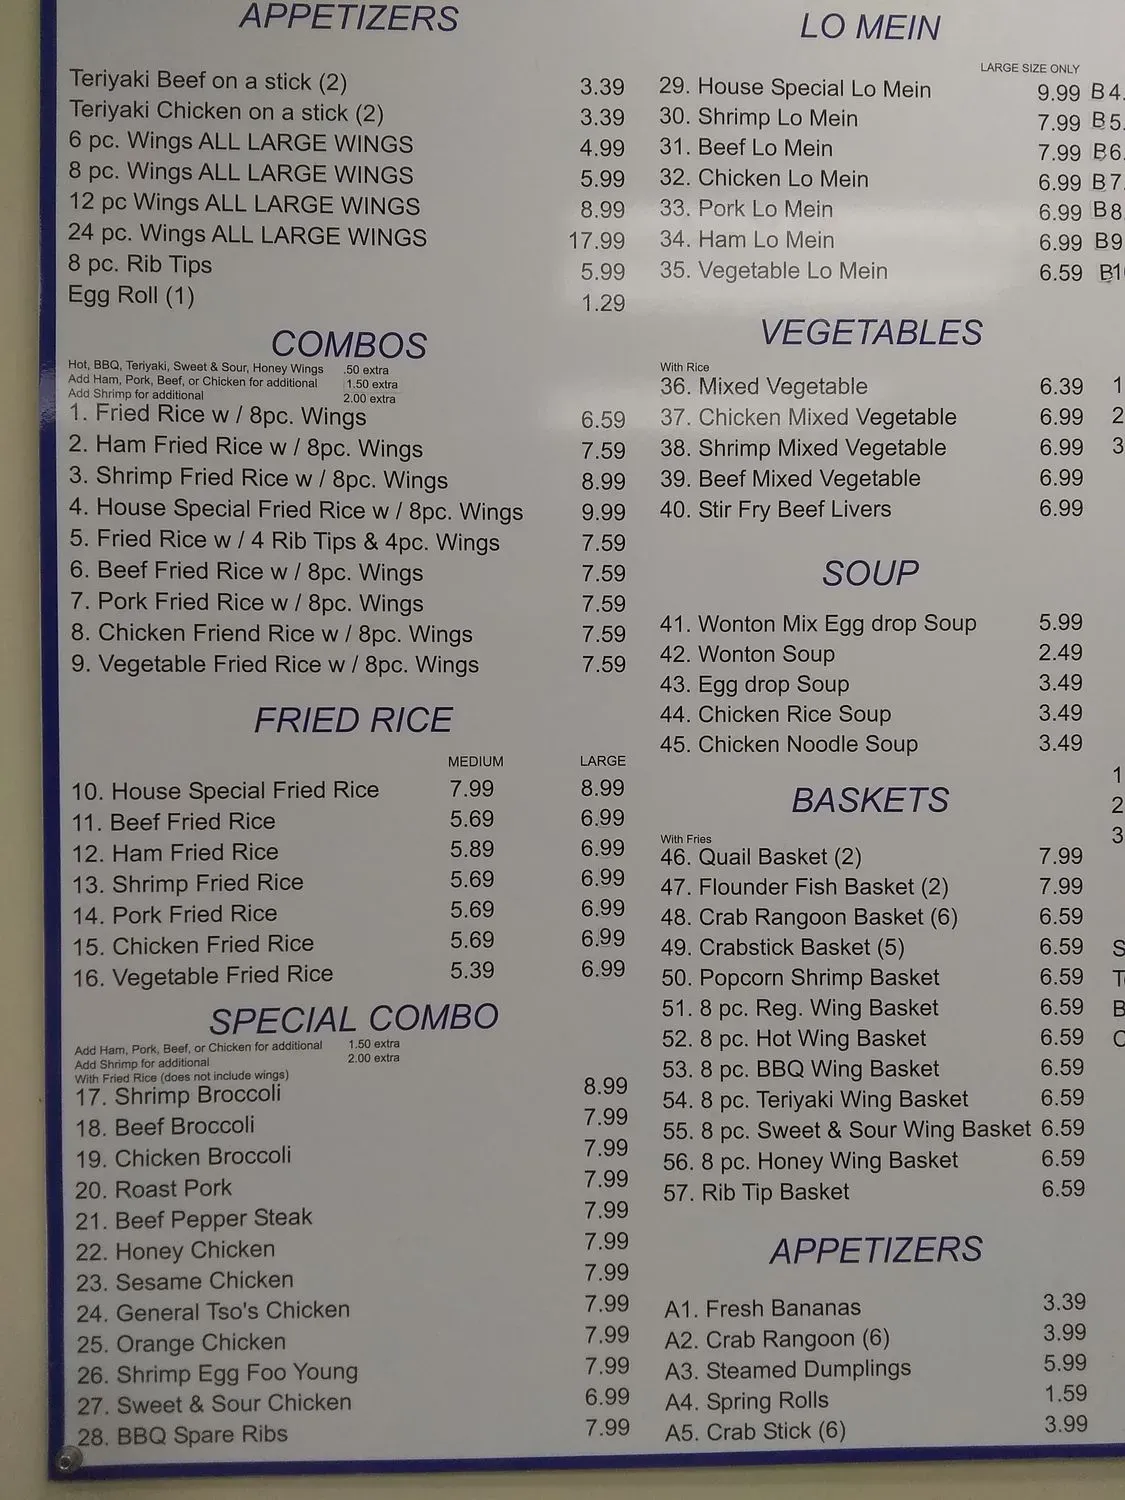 APPETIZERS
Teriyaki Beef on a stick (2) 3.39
Teriyaki Chicken on a stick (2) 3.39
6 pc. Wings ALL LARGE WINGS 4.99
8 pc. Wings ALL LARGE WINGS 5.99
12 pc Wings ALL LARGE WINGS 8.99
24 pc. Wings ALL LARGE WINGS 17.99
8 pc. Rib Tips 5.99
Egg Roll (1) 1.29
COMBOS
Hot, BBQ, Teriyaki, Sweet & Sour, Honey Wings .50 extra
Add Ham, Pork, Beef, or Chicken for additional 1.50 extra
Add Shrimp for additional 2.00 extra
1. Fried Rice w / 8pc. Wings 6.59
2. Ham Fried Rice w / 8pc. Wings 7.59
3. Shrimp Fried Rice w / 8pc. Wings 8.99
4. House Special Fried Rice w / 8pc. Wings 9.99
5. Fried Rice w / 4 Rib Tips & 4pc. Wings 7.59
6. Beef Fried Rice w / 8pc. Wings 7.59
7. Pork Fried Rice w / 8pc. Wings 7.59
8. Chicken Friend Rice w / 8pc. Wings 7.59
9. Vegetable Fried Rice w / 8pc. Wings 7.59
FRIED RICE
MEDIUM LARGE
10. House Special Fried Rice 7.99 8.99
11. Beef Fried Rice 5.69 6.99
12. Ham Fried Rice 5.89 6.99
13. Shrimp Fried Rice 5.69 6.99
14. Pork Fried Rice 5.69 6.99
15. Chicken Fried Rice 5.69 6.99
16. Vegetable Fried Rice 5.39 6.99
SPECIAL COMBO
Add Ham, Pork, Beef, or Chicken for additional 1.50 extra
Add Shrimp for additional 2.00 extra
With Fried Rice (does not include wings)
17. Shrimp Broccoli 8.99
18. Beef Broccoli 7.99
19. Chicken Broccoli 7.99
20. Roast Pork 7.99
21. Beef Pepper Steak 7.99
22. Honey Chicken 7.99
23. Sesame Chicken 7.99
24. General Tso's Chicken 7.99
25. Orange Chicken 7.99
26. Shrimp Egg Foo Young 7.99
27. Sweet & Sour Chicken 6.99
28. BBQ Spare Ribs 7.99
LO MEIN
LARGE SIZE ONLY
29. House Special Lo Mein 9.99 B 4.
30. Shrimp Lo Mein 7.99 B 5.
31. Beef Lo Mein 7.99 B6.
32. Chicken Lo Mein 6.99 B 7.
33. Pork Lo Mein 6.99 B 8.
34. Ham Lo Mein 6.99 B9
35. Vegetable Lo Mein 6.59 B1
VEGETABLES
With Rice
36. Mixed Vegetable 6.39 1
37. Chicken Mixed Vegetable 6.99 2
38. Shrimp Mixed Vegetable 6.99 3
39. Beef Mixed Vegetable 6.99
40. Stir Fry Beef Livers 6.99
SOUP
41. Wonton Mix Egg drop Soup 5.99
42. Wonton Soup 2.49
43. Egg drop Soup 3.49
44. Chicken Rice Soup 3.49
45. Chicken Noodle Soup 3.49
1
BASKETS
2
With Fries 3
46. Quail Basket (2) 7.99
47. Flounder Fish Basket (2) 7.99
48. Crab Rangoon Basket (6) 6.59
49. Crabstick Basket (5) 6.59 S
50. Popcorn Shrimp Basket 6.59
51. 8 pc. Reg. Wing Basket 6.59 B
52. 8 pc. Hot Wing Basket 6.59
53. 8 pc. BBQ Wing Basket 6.59
54. 8 pc. Teriyaki Wing Basket 6.59
55. 8 pc. Sweet & Sour Wing Basket 6.59
56. 8 pc. Honey Wing Basket 6.59
57. Rib Tip Basket 6.59
APPETIZERS
A1. Fresh Bananas 3.39
A2. Crab Rangoon (6) 3.99
A3. Steamed Dumplings 5.99
A4. Spring Rolls 1.59
A5. Crab Stick (6) 3.99